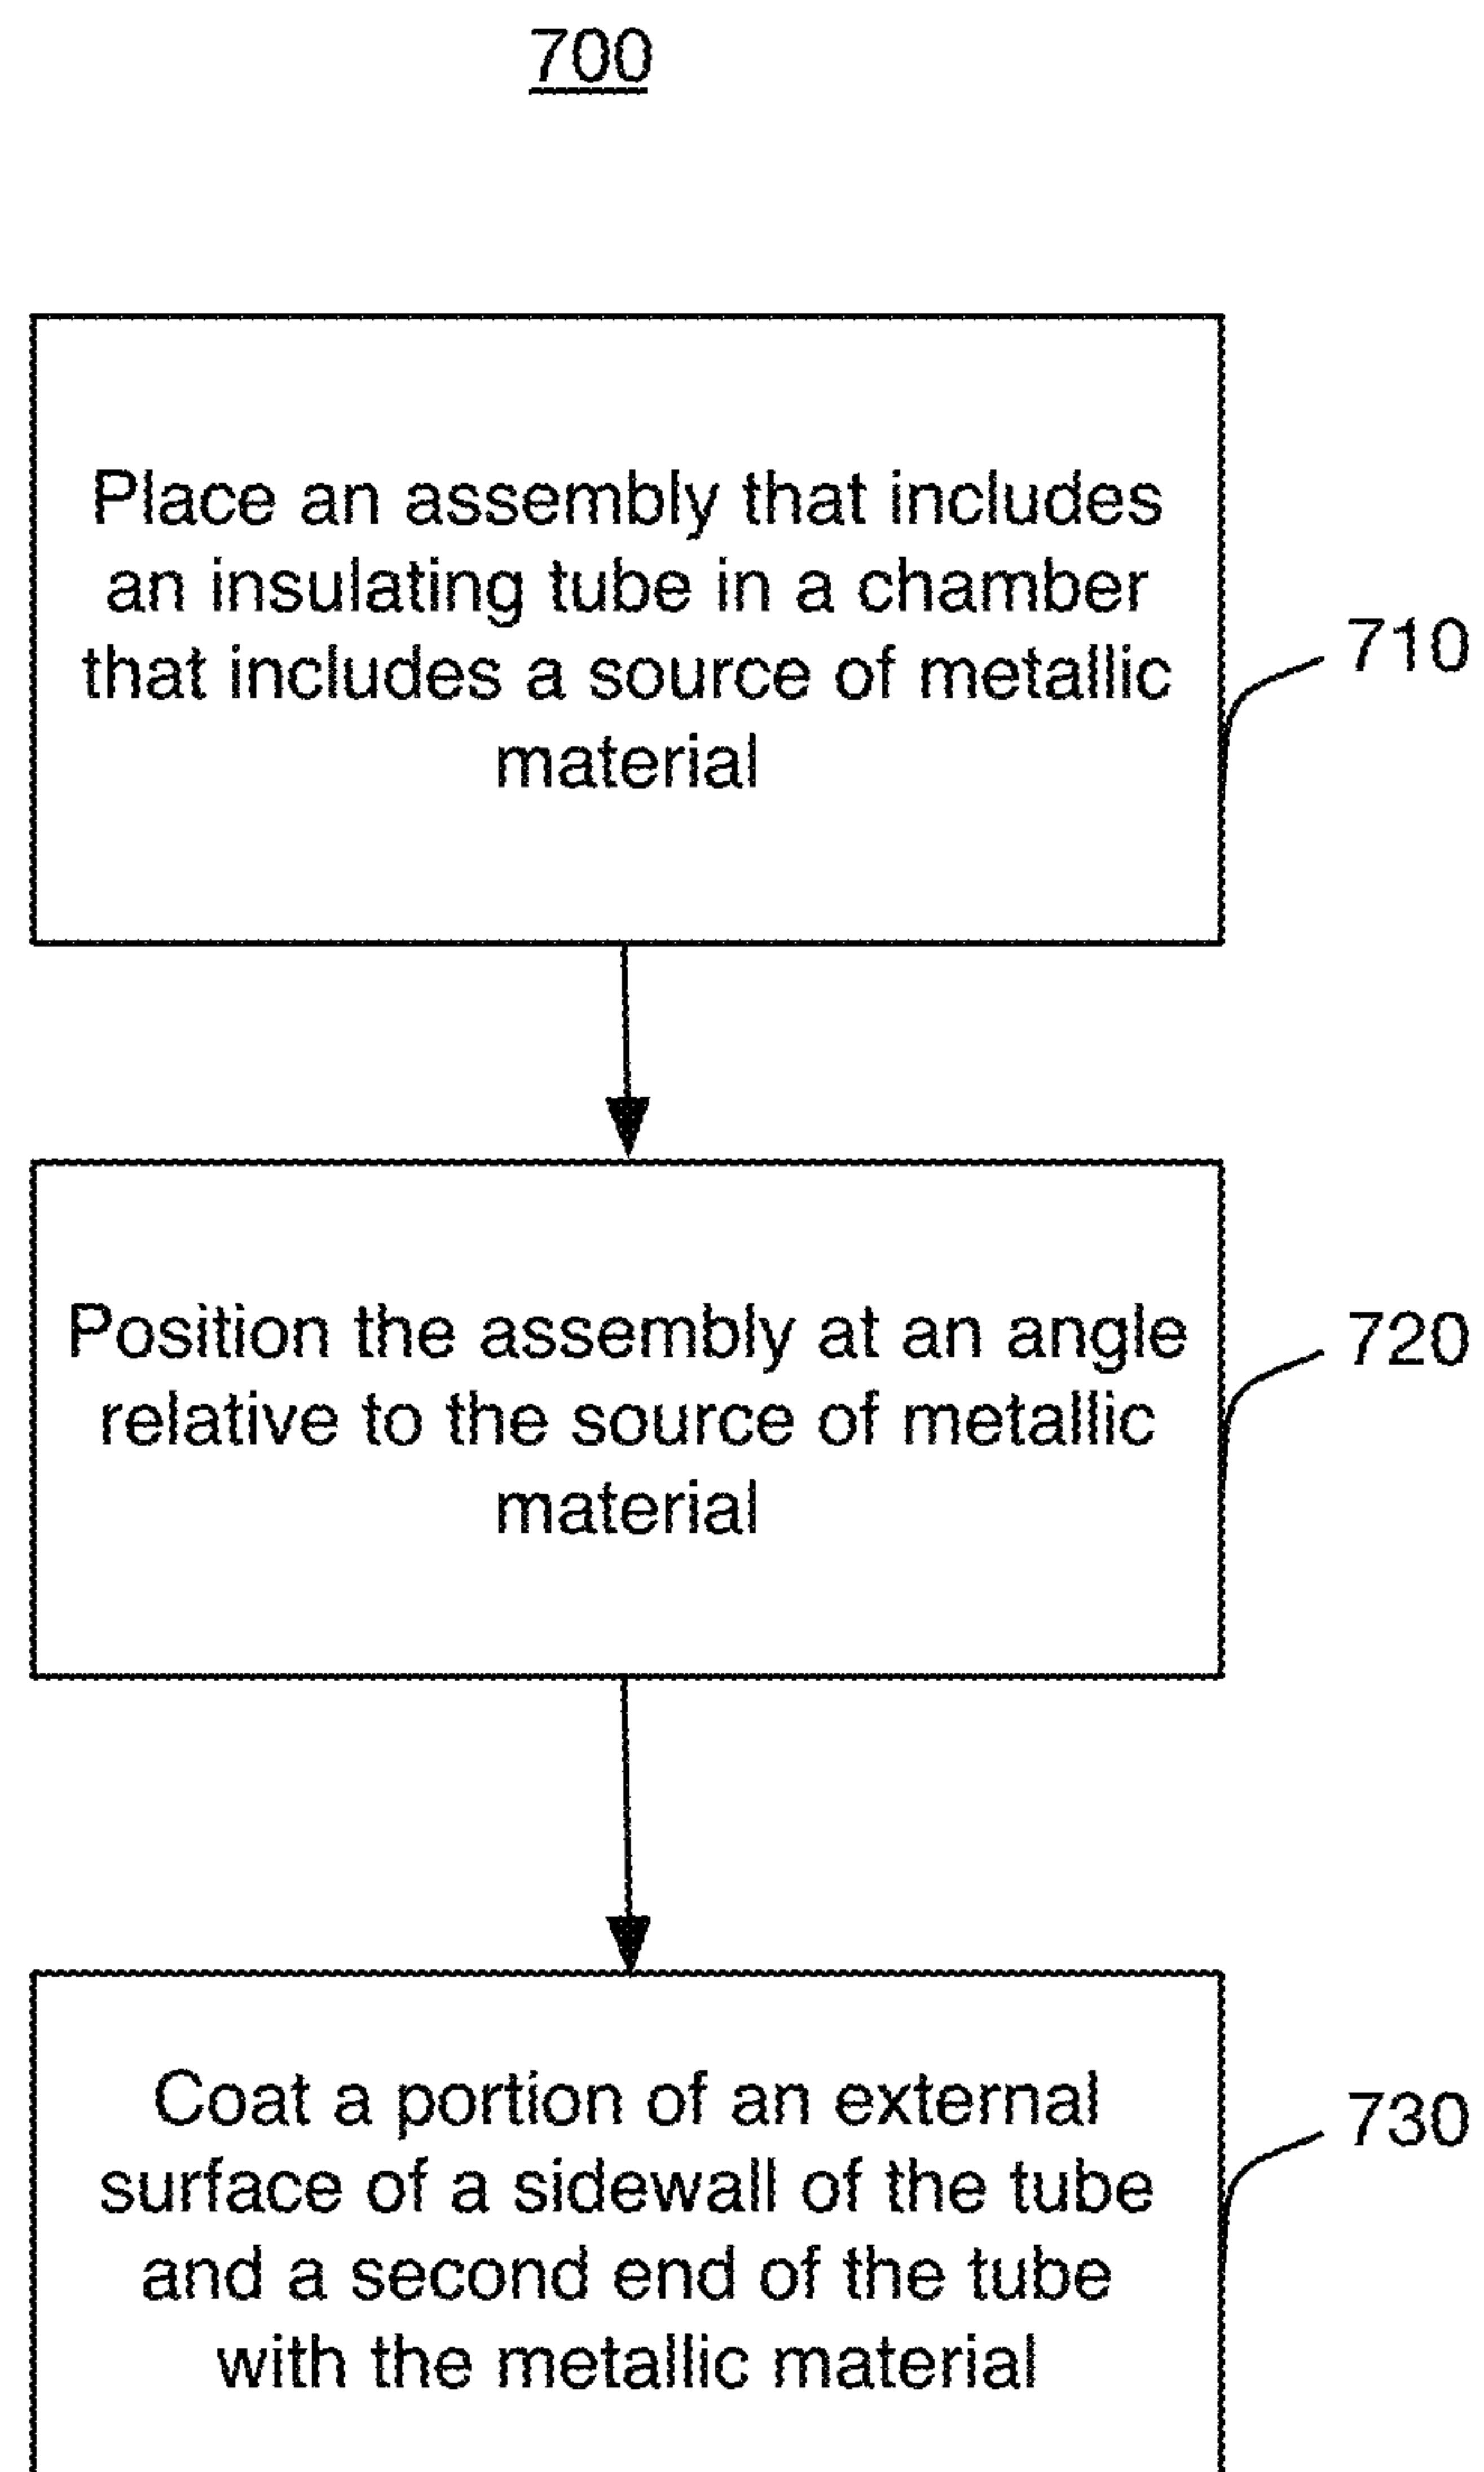 700
Place an assembly that includes
an insulating tube in a chamber
that includes a source of metallic
material
710
Position the assembly at an angle
relative to the source of metallic
material
720
Coat a portion of an external
surface of a sidewall of the tube
and a second end of the tube
with the metallic material
730